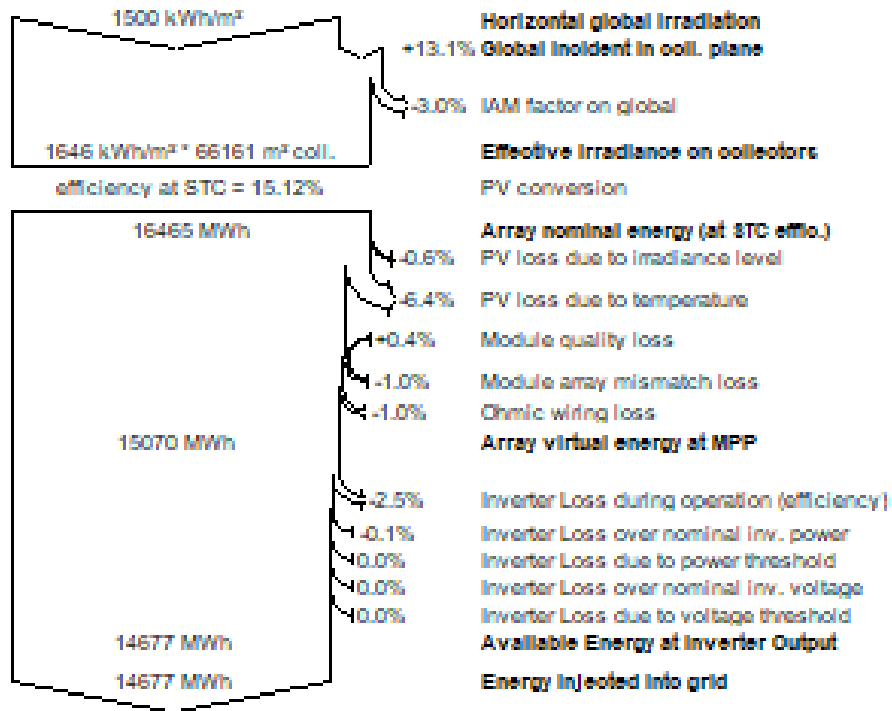 1500 kWh/m² Horizontal global irradiation
+13.1% Global incident in coll. plane
-3.0% IAM factor on global
1646 kWh/m² * 66161 m² coll. Effective irradiance on collectors
efficiency at STC = 15.12% PV conversion
16465 MWh Array nominal energy (at STC effic.)
-0.6% PV loss due to irradiance level
-6.4% PV loss due to temperature
+0.4% Module quality loss
-1.0% Module array mismatch loss
-1.0% Ohmic wiring loss
15070 MWh Array virtual energy at MPP
-2.5% Inverter Loss during operation (efficiency)
-0.1% Inverter Loss over nominal inv. power
0.0% Inverter Loss due to power threshold
0.0% Inverter Loss over nominal inv. voltage
0.0% Inverter Loss due to voltage threshold
14677 MWh Available Energy at Inverter Output
14677 MWh Energy injected into grid